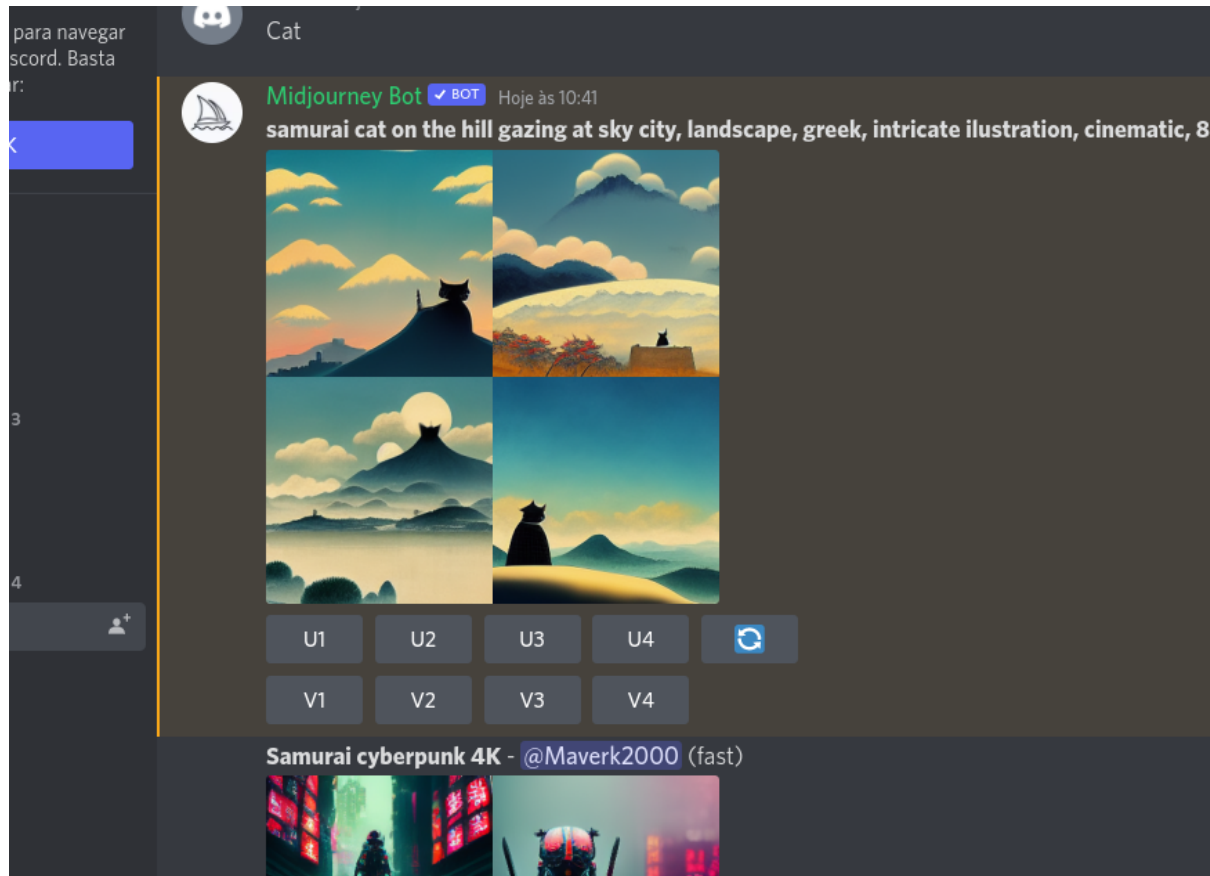 para navegar
scord. Basta
ar:
K
3
4
Cat
Midjourney Bot ✔ BOT Hoje às 10:41
samurai cat on the hill gazing at sky city, landscape, greek, intricate ilustration, cinematic, 8
U1 U2 U3 U4
V1 V2 V3 V4
Samurai cyberpunk 4K - @Maverk2000 (fast)